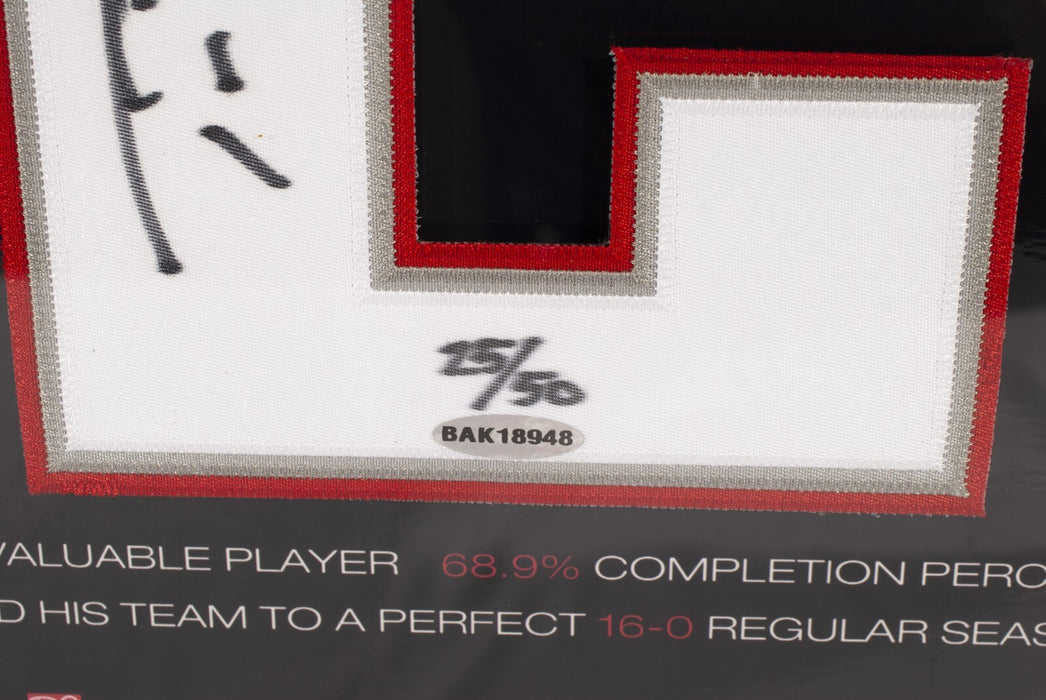 25/50
BAK18948
VALUABLE PLAYER 68.9% COMPLETION PERC
D HIS TEAM TO A PERFECT 16-0 REGULAR SEAS